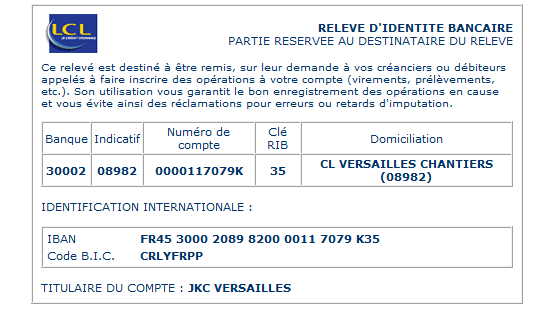 LCL
LE CRÉDIT LYONNAIS
RELEVE D'IDENTITE BANCAIRE
PARTIE RESERVEE AU DESTINATAIRE DU RELEVE
Ce relevé est destiné à être remis, sur leur demande à vos créanciers ou débiteurs
appelés à faire inscrire des opérations à votre compte (virements, prélèvements,
etc.). Son utilisation vous garantit le bon enregistrement des opérations en cause
et vous évite ainsi des réclamations pour erreurs ou retards d'imputation.
Banque Indicatif Numéro de compte Clé RIB Domiciliation
30002 08982 0000117079K 35 CL VERSAILLES CHANTIERS (08982)
IDENTIFICATION INTERNATIONALE :
IBAN FR45 3000 2089 8200 0011 7079 K35
Code B.I.C. CRLYFRPP
TITULAIRE DU COMPTE : JKC VERSAILLES